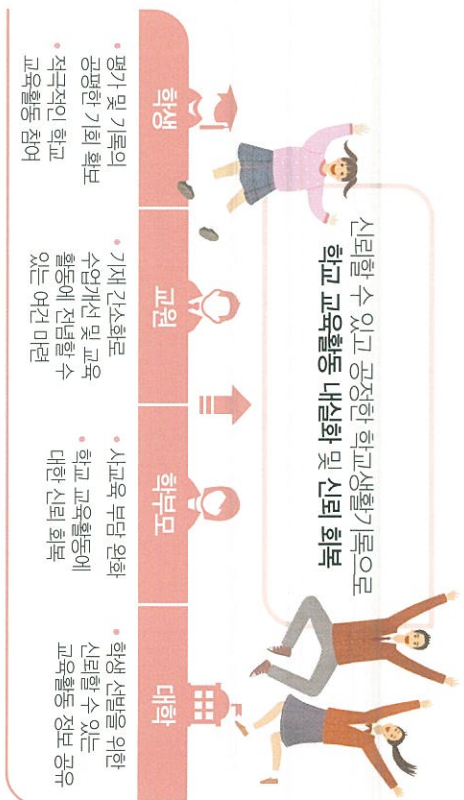 신뢰할 수 있고 공정한 학교생활기록으로
학교 교육활동 내실화 및 신뢰 회복
학생
• 평가 및 기록의
공평한 기회 확보
• 적극적인 학교
교육활동 참여
교원
• 기재 간소화로
수업개선 및 교육
활동에 전념할 수
있는 여건 마련
학부모
• 사교육 부담 완화
• 학교 교육활동에
대한 신뢰 회복
대학
• 학생 선발을 위한
신뢰할 수 있는
교육활동 정보 공유